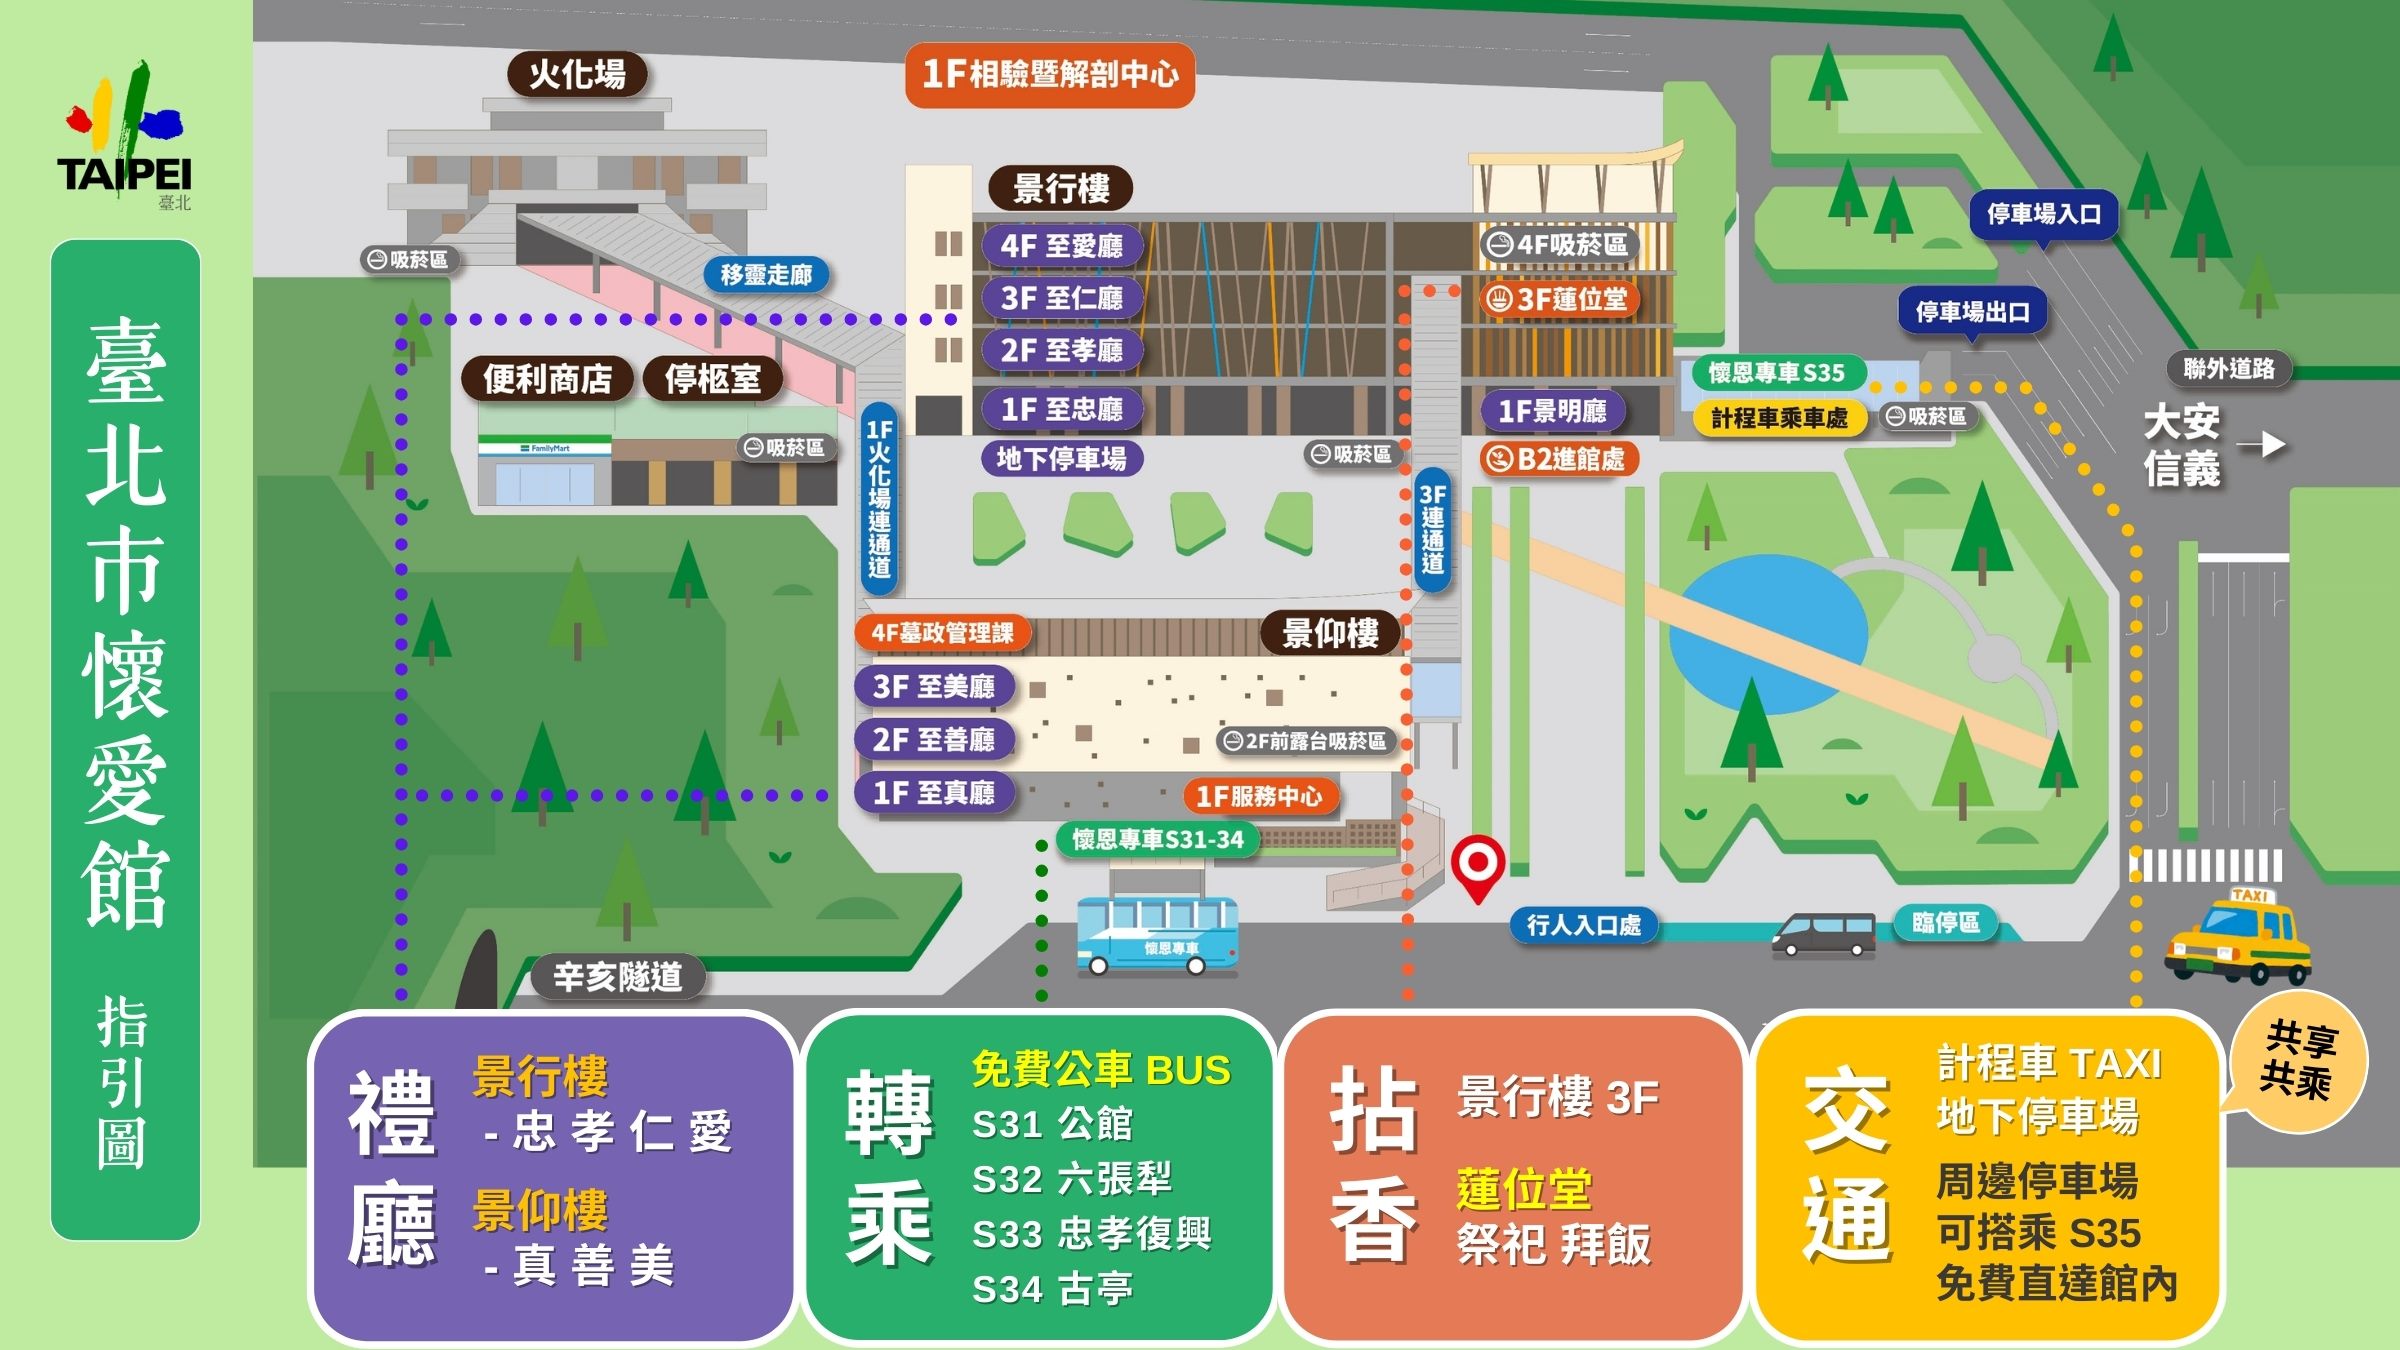 TAIPEI
臺北
臺北市懷愛館 指引圖
火化場
1F相驗暨解剖中心
景行樓
4F 至愛廳
3F 至仁廳
2F 至孝廳
1F 至忠廳
地下停車場
吸菸區
移靈走廊
便利商店
停柩室
FamilyMart
吸菸區
1F火化場連通道
4F吸菸區
3F蓮位堂
1F景明廳
B2進館處
吸菸區
3F連通道
停車場入口
停車場出口
懷恩專車S35
計程車乘車處
吸菸區
聯外道路
大安
信義
4F墓政管理課
景仰樓
3F 至美廳
2F 至善廳
1F 至真廳
2F前露台吸菸區
1F服務中心
懷恩專車S31-34
懷恩專車
行人入口處
臨停區
TAXI
辛亥隧道
禮廳
景行樓
- 忠 孝 仁 愛
景仰樓
- 真 善 美
轉乘
免費公車 BUS
S31 公館
S32 六張犁
S33 忠孝復興
S34 古亭
拈香
景行樓 3F
蓮位堂
祭祀 拜飯
交通
計程車 TAXI
地下停車場
周邊停車場
可搭乘 S35
免費直達館內
共享
共乘